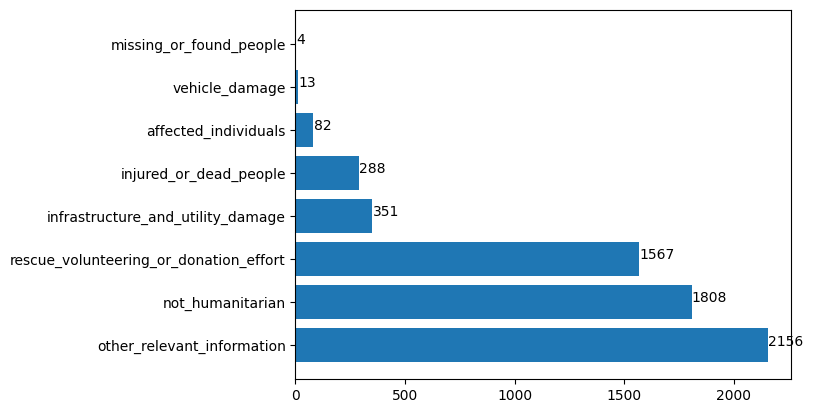 missing_or_found_people 4
vehicle_damage 13
affected_individuals 82
injured_or_dead_people 288
infrastructure_and_utility_damage 351
rescue_volunteering_or_donation_effort 1567
not_humanitarian 1808
other_relevant_information 2156
0 500 1000 1500 2000